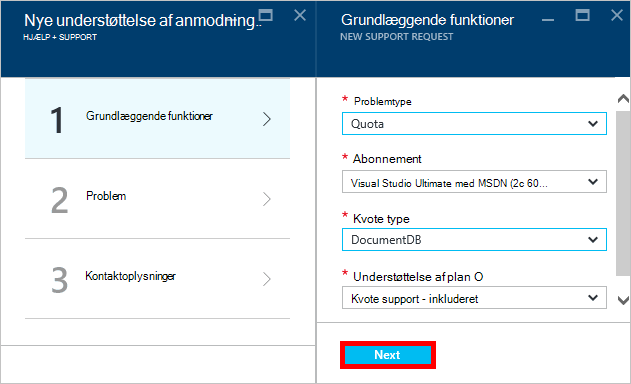 Nye understøttelse af anmodning..
HJÆLP + SUPPORT
1 Grundlæggende funktioner
2 Problem
3 Kontaktoplysninger
Grundlæggende funktioner
NEW SUPPORT REQUEST
* Problemtype
Quota
* Abonnement
Visual Studio Ultimate med MSDN (2c 60...
* Kvote type
DocumentDB
* Understøttelse af plan O
Kvote support - inkluderet
Next